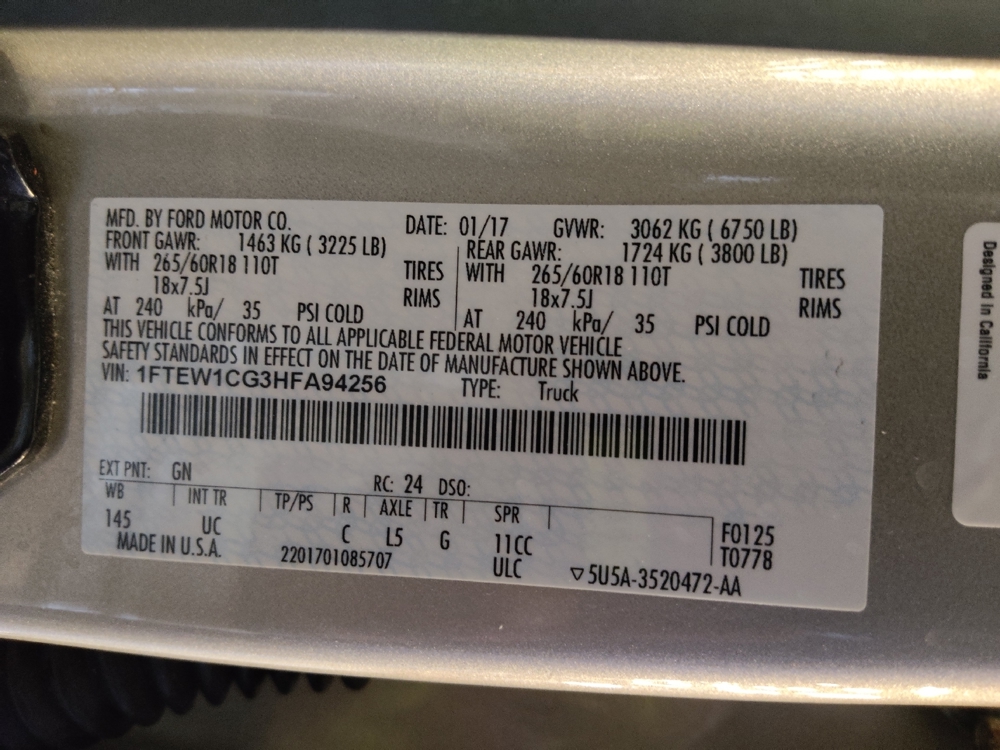 MFD. BY FORD MOTOR CO. DATE: 01/17 GVWR: 3062 KG ( 6750 LB)
FRONT GAWR: 1463 KG ( 3225 LB) REAR GAWR: 1724 KG ( 3800 LB)
WITH 265/60R18 110T TIRES WITH 265/60R18 110T TIRES
18x7.5J RIMS 18x7.5J RIMS
AT 240 kPa/ 35 PSI COLD AT 240 kPa/ 35 PSI COLD
THIS VEHICLE CONFORMS TO ALL APPLICABLE FEDERAL MOTOR VEHICLE
SAFETY STANDARDS IN EFFECT ON THE DATE OF MANUFACTURE SHOWN ABOVE.
VIN: 1FTEW1CG3HFA94256 TYPE: Truck
EXT PNT: GN RC: 24 DSO:
WB INT TR TP/PS R AXLE TR SPR
145 UC C L5 G 11CC F0125
MADE IN U.S.A. 2201701085707 ULC T0778
▽5U5A-3520472-AA
Designed In California